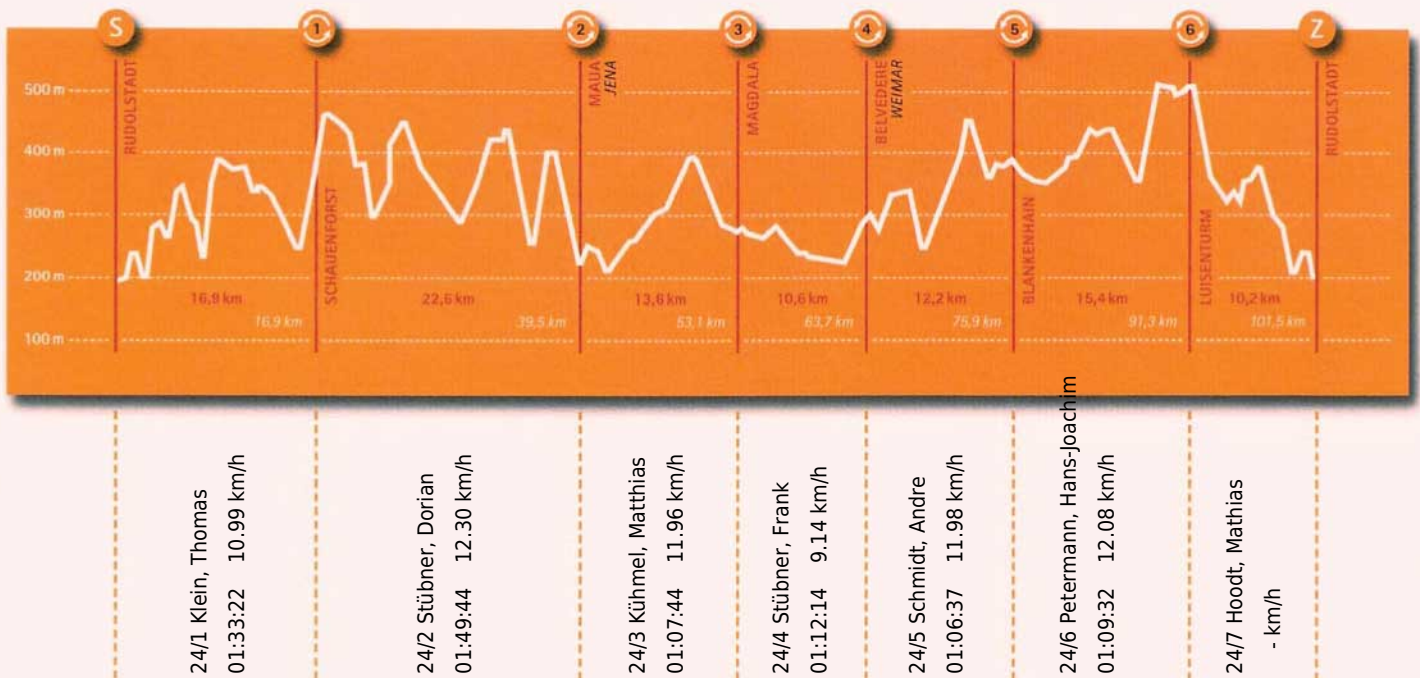 S
1
2
3
4
5
6
Z
500 m
400 m
300 m
200 m
100 m
RUDOLSTADT
SCHAUENFORST
MAUA
JENA
MAGDALA
BELVEDERE
WEIMAR
BLANKENHAIN
LUISENTURM
RUDOLSTADT
16,9 km
22,6 km
13,6 km
10,6 km
12,2 km
15,4 km
10,2 km
16,9 km
39,5 km
53,1 km
63,7 km
75,9 km
91,3 km
101,5 km
24/1 Klein, Thomas
01:33:22 10.99 km/h
24/2 Stübner, Dorian
01:49:44 12.30 km/h
24/3 Kühmel, Matthias
01:07:44 11.96 km/h
24/4 Stübner, Frank
01:12:14 9.14 km/h
24/5 Schmidt, Andre
01:06:37 11.98 km/h
24/6 Petermann, Hans-Joachim
01:09:32 12.08 km/h
24/7 Hoodt, Mathias
- km/h